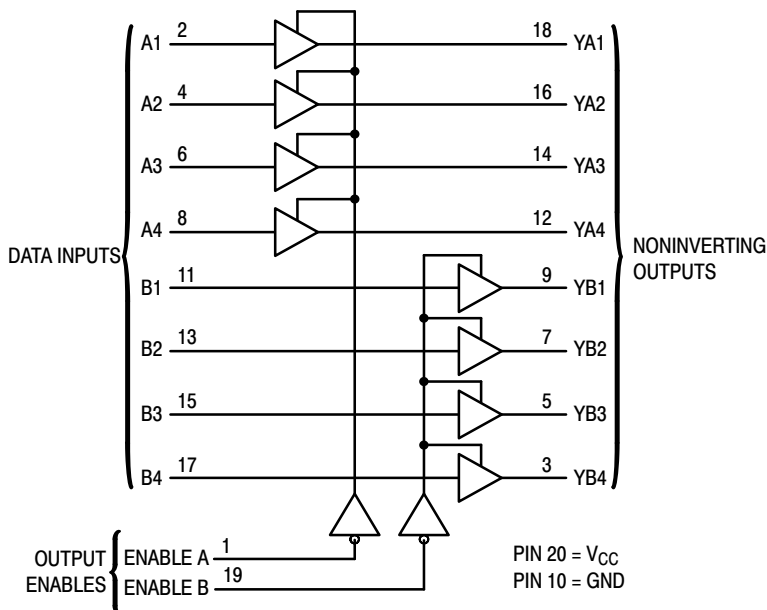 A1 2 18 YA1
A2 4 16 YA2
A3 6 14 YA3
A4 8 12 YA4
DATA INPUTS
NONINVERTING
OUTPUTS
B1 11 9 YB1
B2 13 7 YB2
B3 15 5 YB3
B4 17 3 YB4
OUTPUT
ENABLES
ENABLE A 1
ENABLE B 19
PIN 20 = VCC
PIN 10 = GND